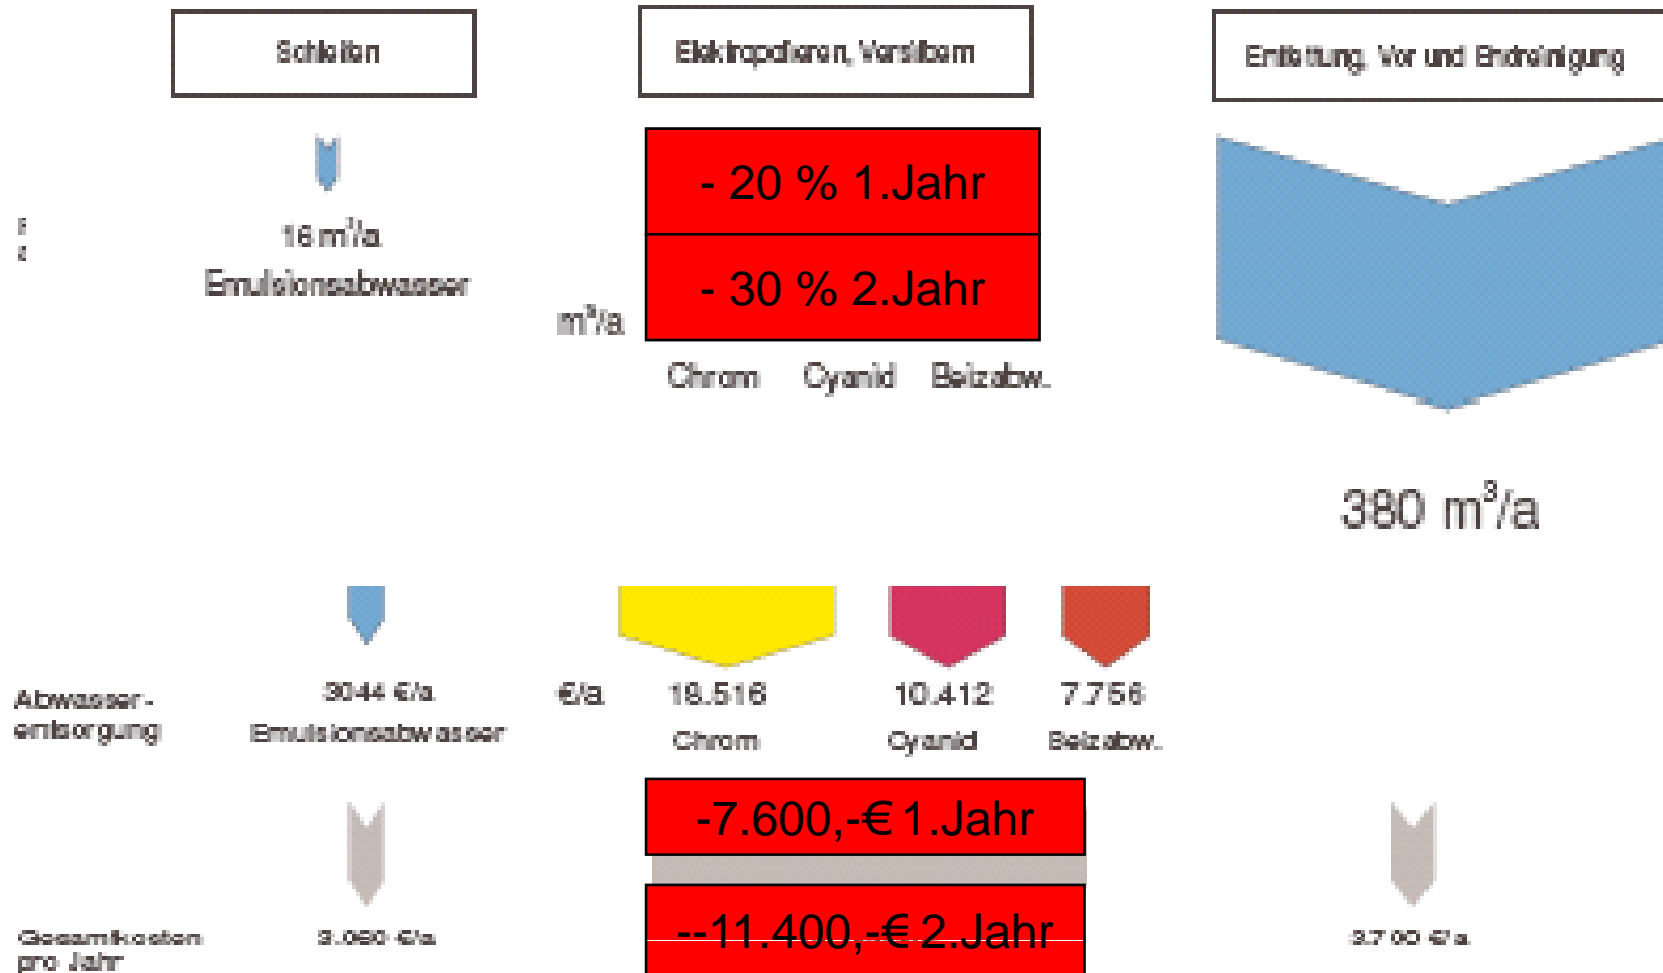 Schleifen
Elektropolieren, Versilbern
Entfettung, Vor und Endreinigung
- 20 % 1.Jahr
16 m³/a
Emulsionsabwasser
- 30 % 2.Jahr
m³/a
Chrom Cyanid Beizabw.
380 m³/a
Abwasser-
entsorgung
3044 €/a
Emulsionsabwasser
€/a
10.412
7.756
Chrom
Cyanid
Beizabw.
-7.600,-€ 1.Jahr
--11.400,-€ 2.Jahr
Gesamtkosten
pro Jahr